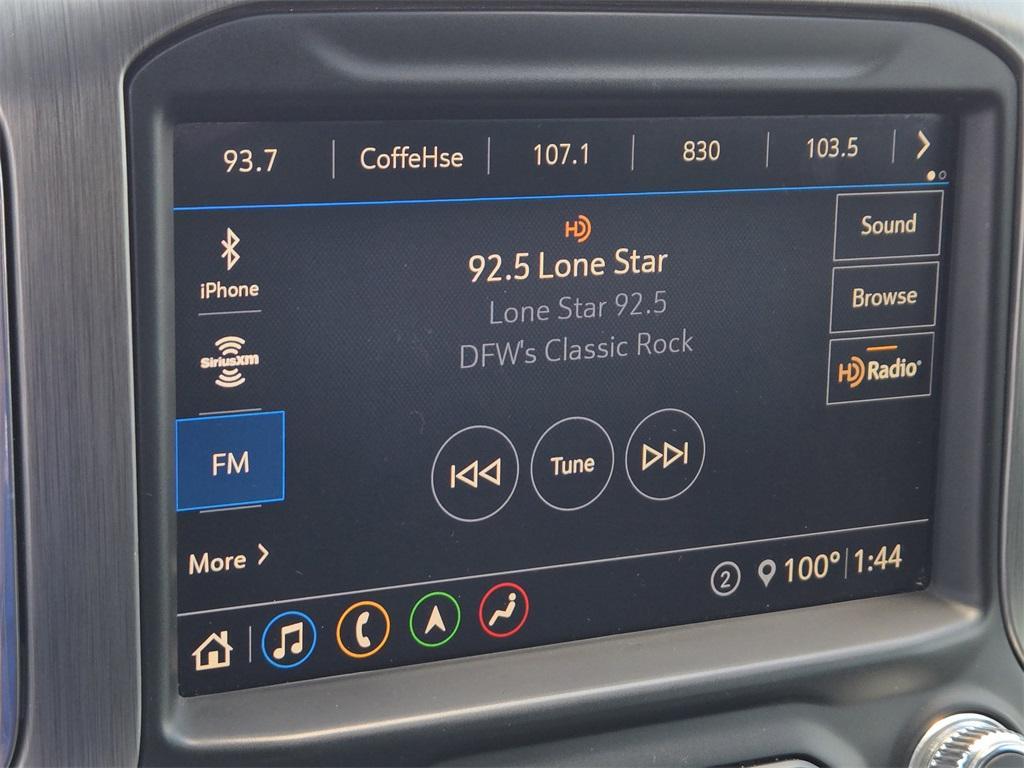 93.7 CoffeHse 107.1 830 103.5
iPhone
SiriusXM
FM
More
HD
92.5 Lone Star
Lone Star 92.5
DFW's Classic Rock
Tune
Sound
Browse
HD Radio®
2 100° 1:44